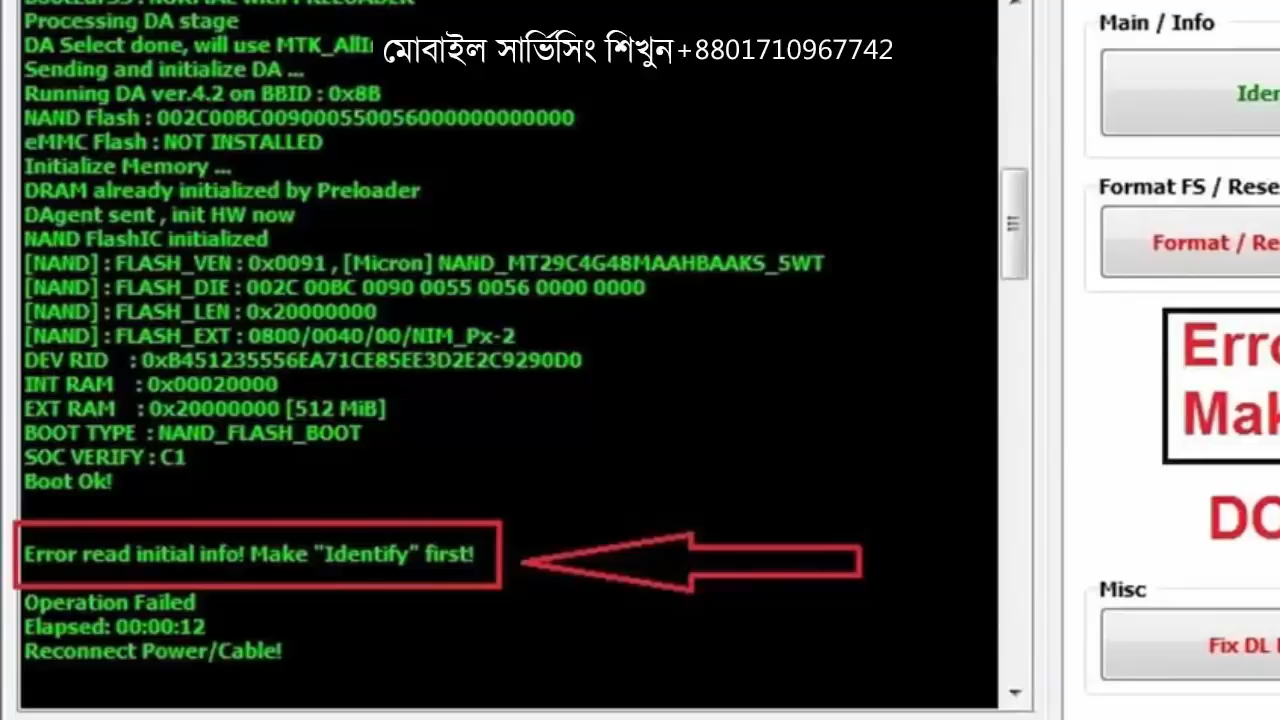 Processing DA stage
DA Select done, will use MTK_AllI
মোবাইল সার্ভিসিং শিখুন+8801710967742
Sending and initialize DA ...
Running DA ver.4.2 on BBID : 0x8B
NAND Flash : 002C00BC00900055005600000000000
eMMC Flash : NOT INSTALLED
Initialize Memory ...
DRAM already initialized by Preloader
DAgent sent , init HW now
NAND FlashIC initialized
[NAND] : FLASH_VEN : 0x0091 , [Micron] NAND_MT29C4G48MAAHBAAKS_5WT
[NAND] : FLASH_DIE : 002C 00BC 0090 0055 0056 0000 0000
[NAND] : FLASH_LEN : 0x20000000
[NAND] : FLASH_EXT : 0800/0040/00/NIM_Px-2
DEV RID : 0xB451235556EA71CE85EE3D2E2C9290D0
INT RAM : 0x00020000
EXT RAM : 0x20000000 [512 MiB]
BOOT TYPE : NAND_FLASH_BOOT
SOC VERIFY : C1
Boot Ok!
Error read initial info! Make "Identify" first!
Operation Failed
Elapsed: 00:00:12
Reconnect Power/Cable!
Main / Info
Iden
Format FS / Rese
Format / Re
Erro
Mak
DO
Misc
Fix DL